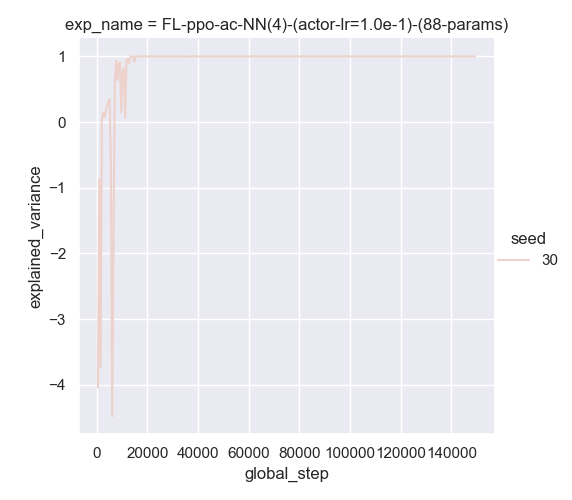 exp_name = FL-ppo-ac-NN(4)-(actor-lr=1.0e-1)-(88-params)
1
0
−1
−2
−3
−4
explained_variance
0 20000 40000 60000 80000 100000 120000 140000
global_step
seed
30